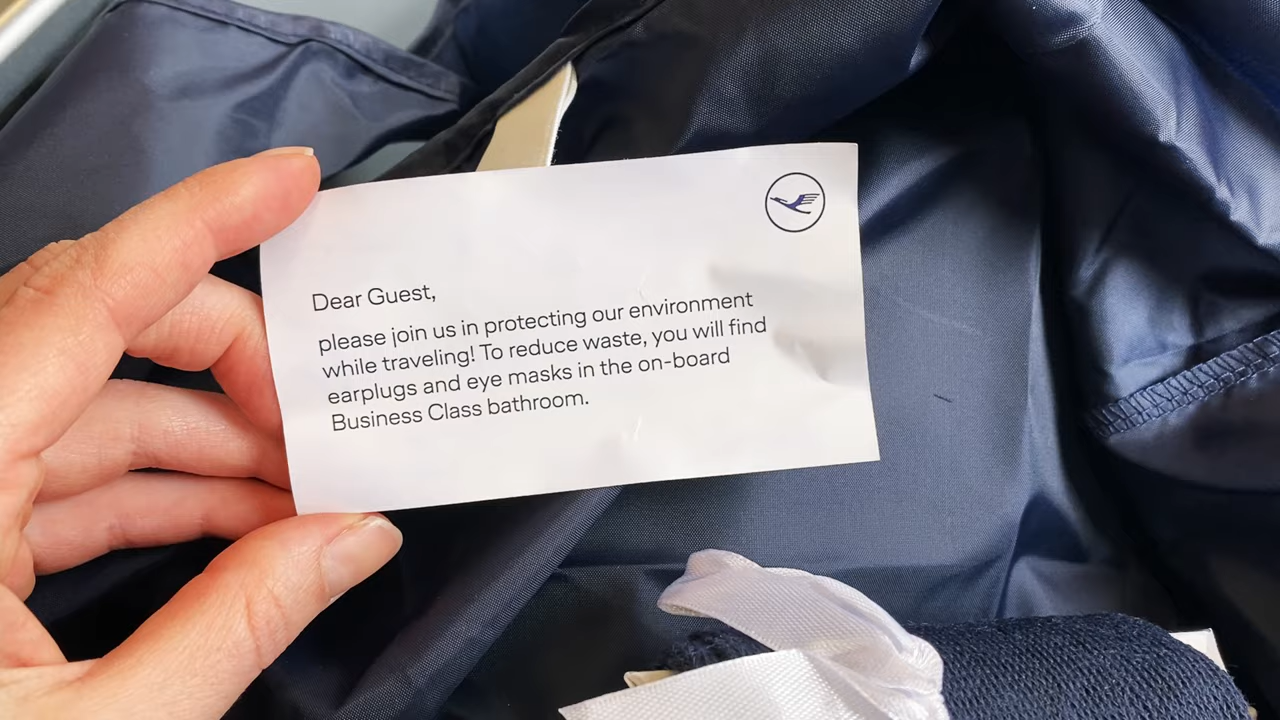 Dear Guest,
please join us in protecting our environment
while traveling! To reduce waste, you will find
earplugs and eye masks in the on-board
Business Class bathroom.